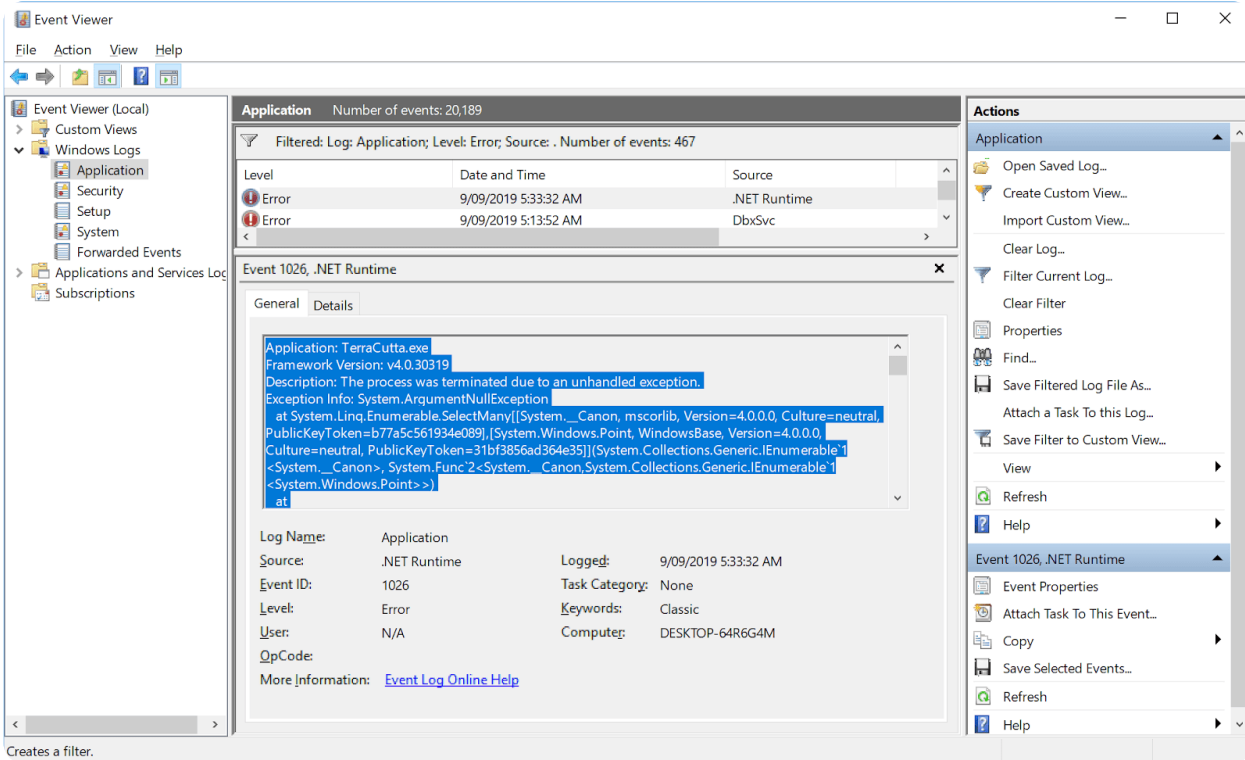 Event Viewer
File Action View Help
Event Viewer (Local)
Custom Views
Windows Logs
Application
Security
Setup
System
Forwarded Events
Applications and Services Log
Subscriptions
Application Number of events: 20,189
Filtered: Log: Application; Level: Error; Source: . Number of events: 467
Level Date and Time Source
Error 9/09/2019 5:33:32 AM .NET Runtime
Error 9/09/2019 5:13:52 AM DbxSvc
Event 1026, .NET Runtime
General Details
Application: TerraCutta.exe
Framework Version: v4.0.30319
Description: The process was terminated due to an unhandled exception.
Exception Info: System.ArgumentNullException
at System.Linq.Enumerable.SelectMany[[System.__Canon, mscorlib, Version=4.0.0.0, Culture=neutral,
PublicKeyToken=b77a5c561934e089],[System.Windows.Point, WindowsBase, Version=4.0.0.0,
Culture=neutral, PublicKeyToken=31bf3856ad364e35]](System.Collections.Generic.IEnumerable`1
<System.__Canon>, System.Func`2<System.__Canon,System.Collections.Generic.IEnumerable`1
<System.Windows.Point>>)
at
Log Name: Application
Source: .NET Runtime Logged: 9/09/2019 5:33:32 AM
Event ID: 1026 Task Category: None
Level: Error Keywords: Classic
User: N/A Computer: DESKTOP-64R6G4M
OpCode:
More Information: Event Log Online Help
Actions
Application
Open Saved Log...
Create Custom View...
Import Custom View...
Clear Log...
Filter Current Log...
Clear Filter
Properties
Find...
Save Filtered Log File As...
Attach a Task To this Log...
Save Filter to Custom View...
View
Refresh
Help
Event 1026, .NET Runtime
Event Properties
Attach Task To This Event...
Copy
Save Selected Events...
Refresh
Help
Creates a filter.